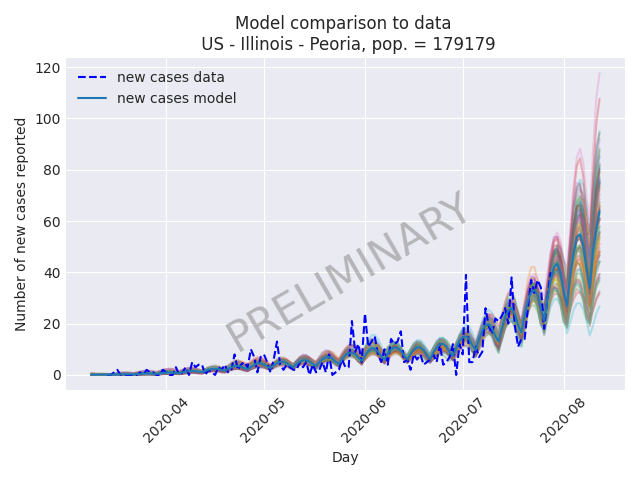 Model comparison to data
US - Illinois - Peoria, pop. = 179179
new cases data
new cases model
120
100
80
60
40
20
0
Number of new cases reported
PRELIMINARY
2020-04
2020-05
2020-06
2020-07
2020-08
Day